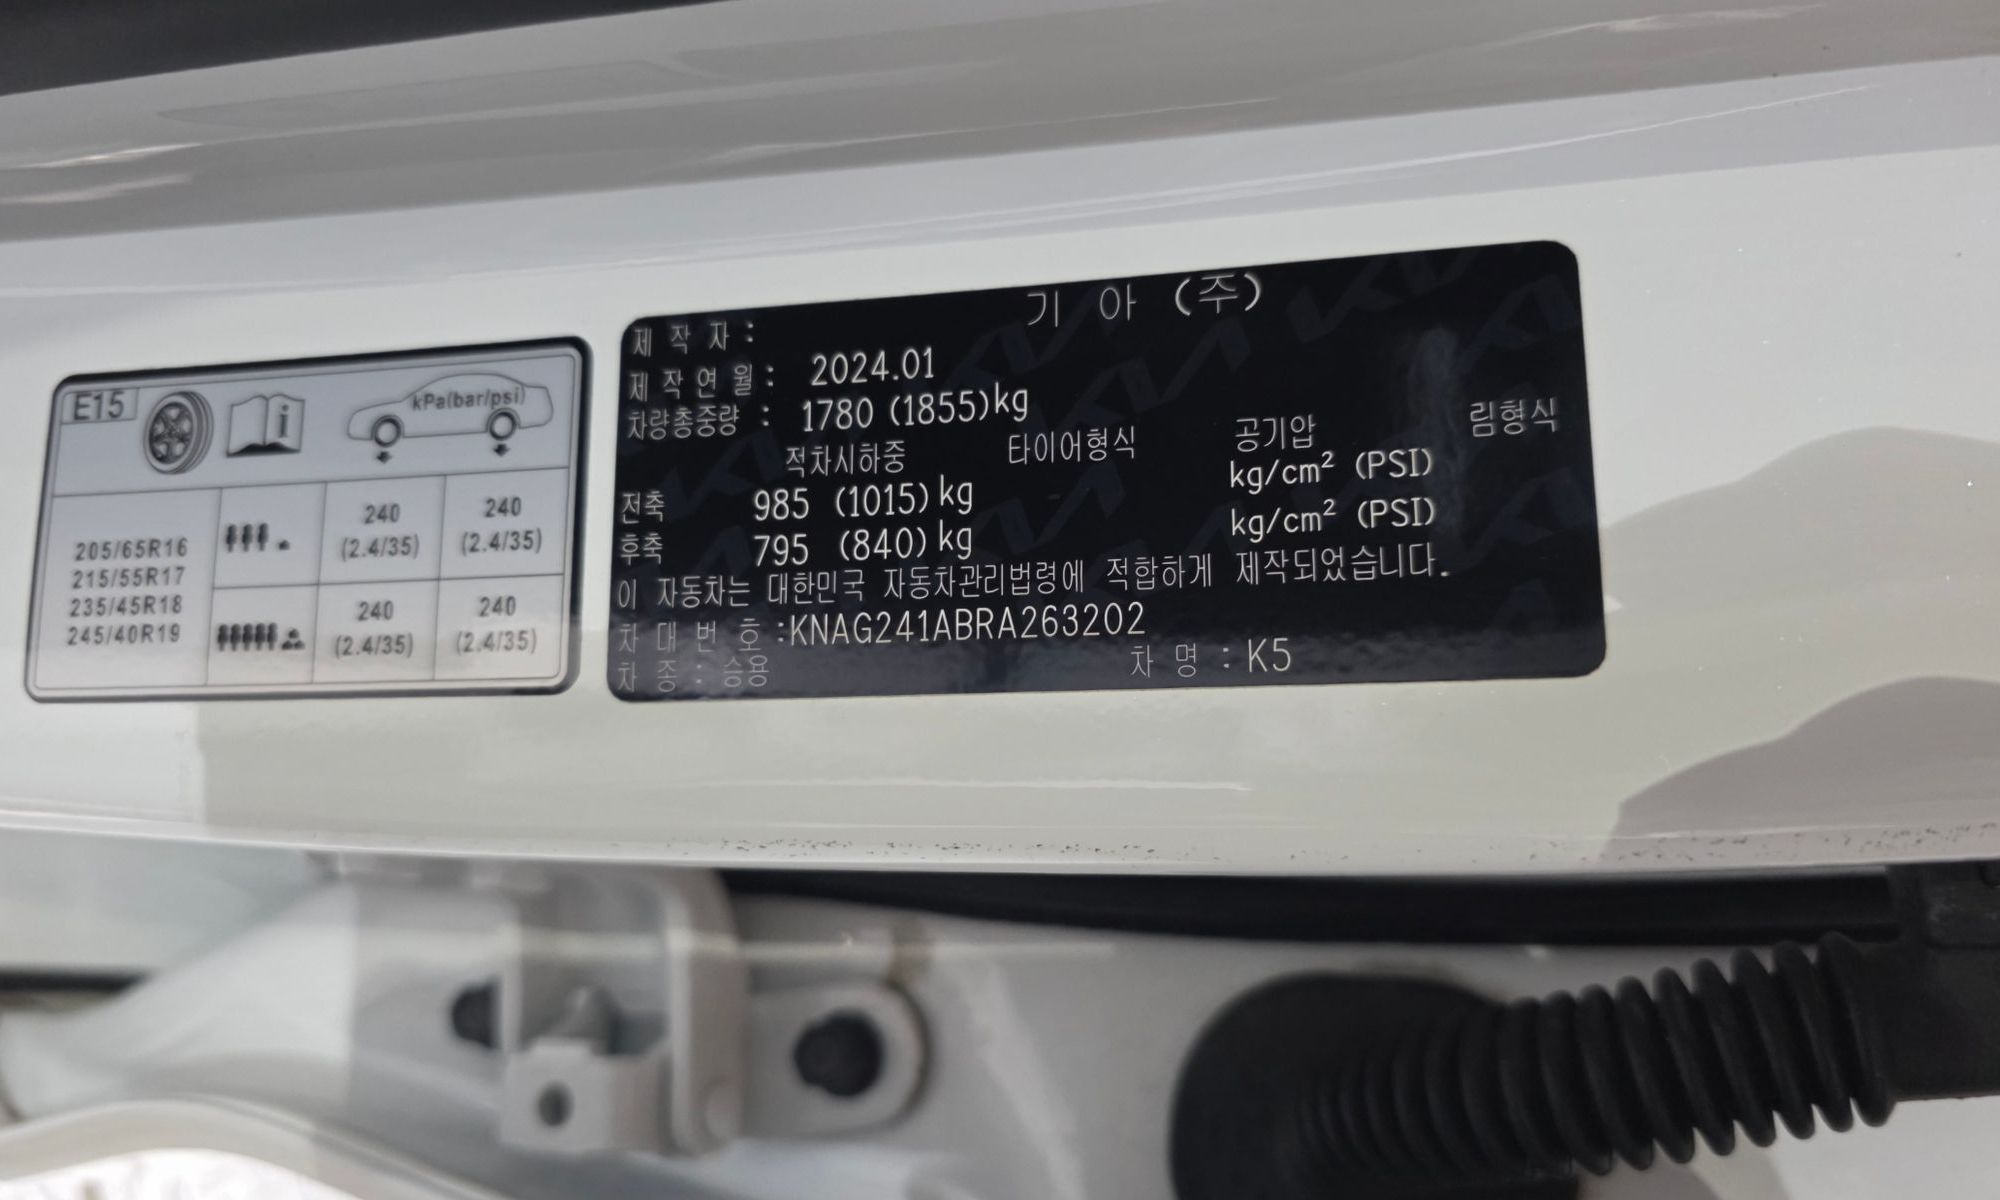 E15
kPa(bar/psi)
205/65R16
215/55R17
235/45R18
245/40R19
240
(2.4/35)
240
(2.4/35)
240
(2.4/35)
240
(2.4/35)
제 작 자 : 기 아 (주)
제 작 연 월 : 2024.01
차량총중량 : 1780 (1855)kg
적차시하중 타이어형식 공기압 림형식
전축 985 (1015)kg kg/cm² (PSI)
후축 795 (840)kg kg/cm² (PSI)
이 자동차는 대한민국 자동차관리법령에 적합하게 제작되었습니다.
차 대 번 호 :KNAG241ABRA263202
차 종 : 승용 차 명 : K5